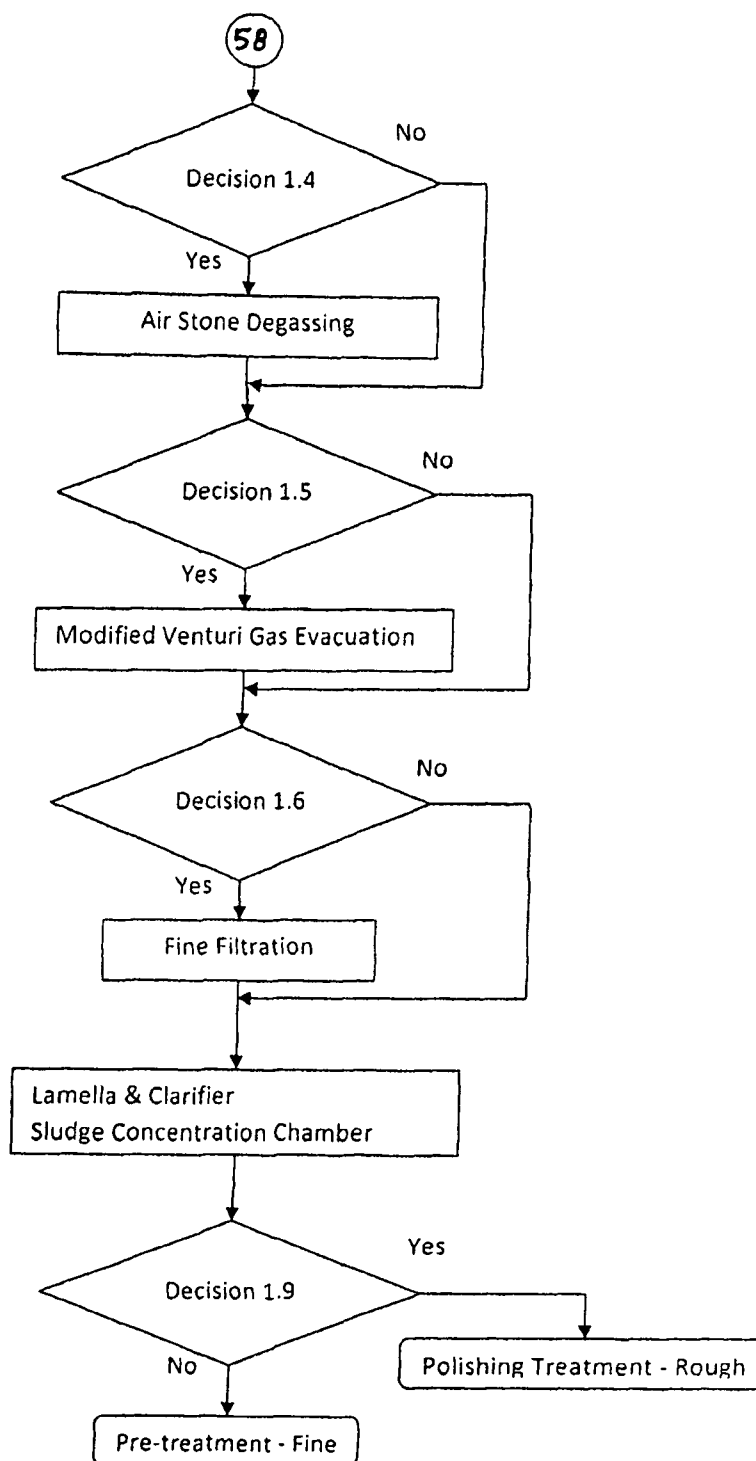 58
No
Decision 1.4
Yes
Air Stone Degassing
No
Decision 1.5
Yes
Modified Venturi Gas Evacuation
No
Decision 1.6
Yes
Fine Filtration
Lamella & Clarifier
Sludge Concentration Chamber
Yes
Decision 1.9
No
Polishing Treatment - Rough
Pre-treatment - Fine